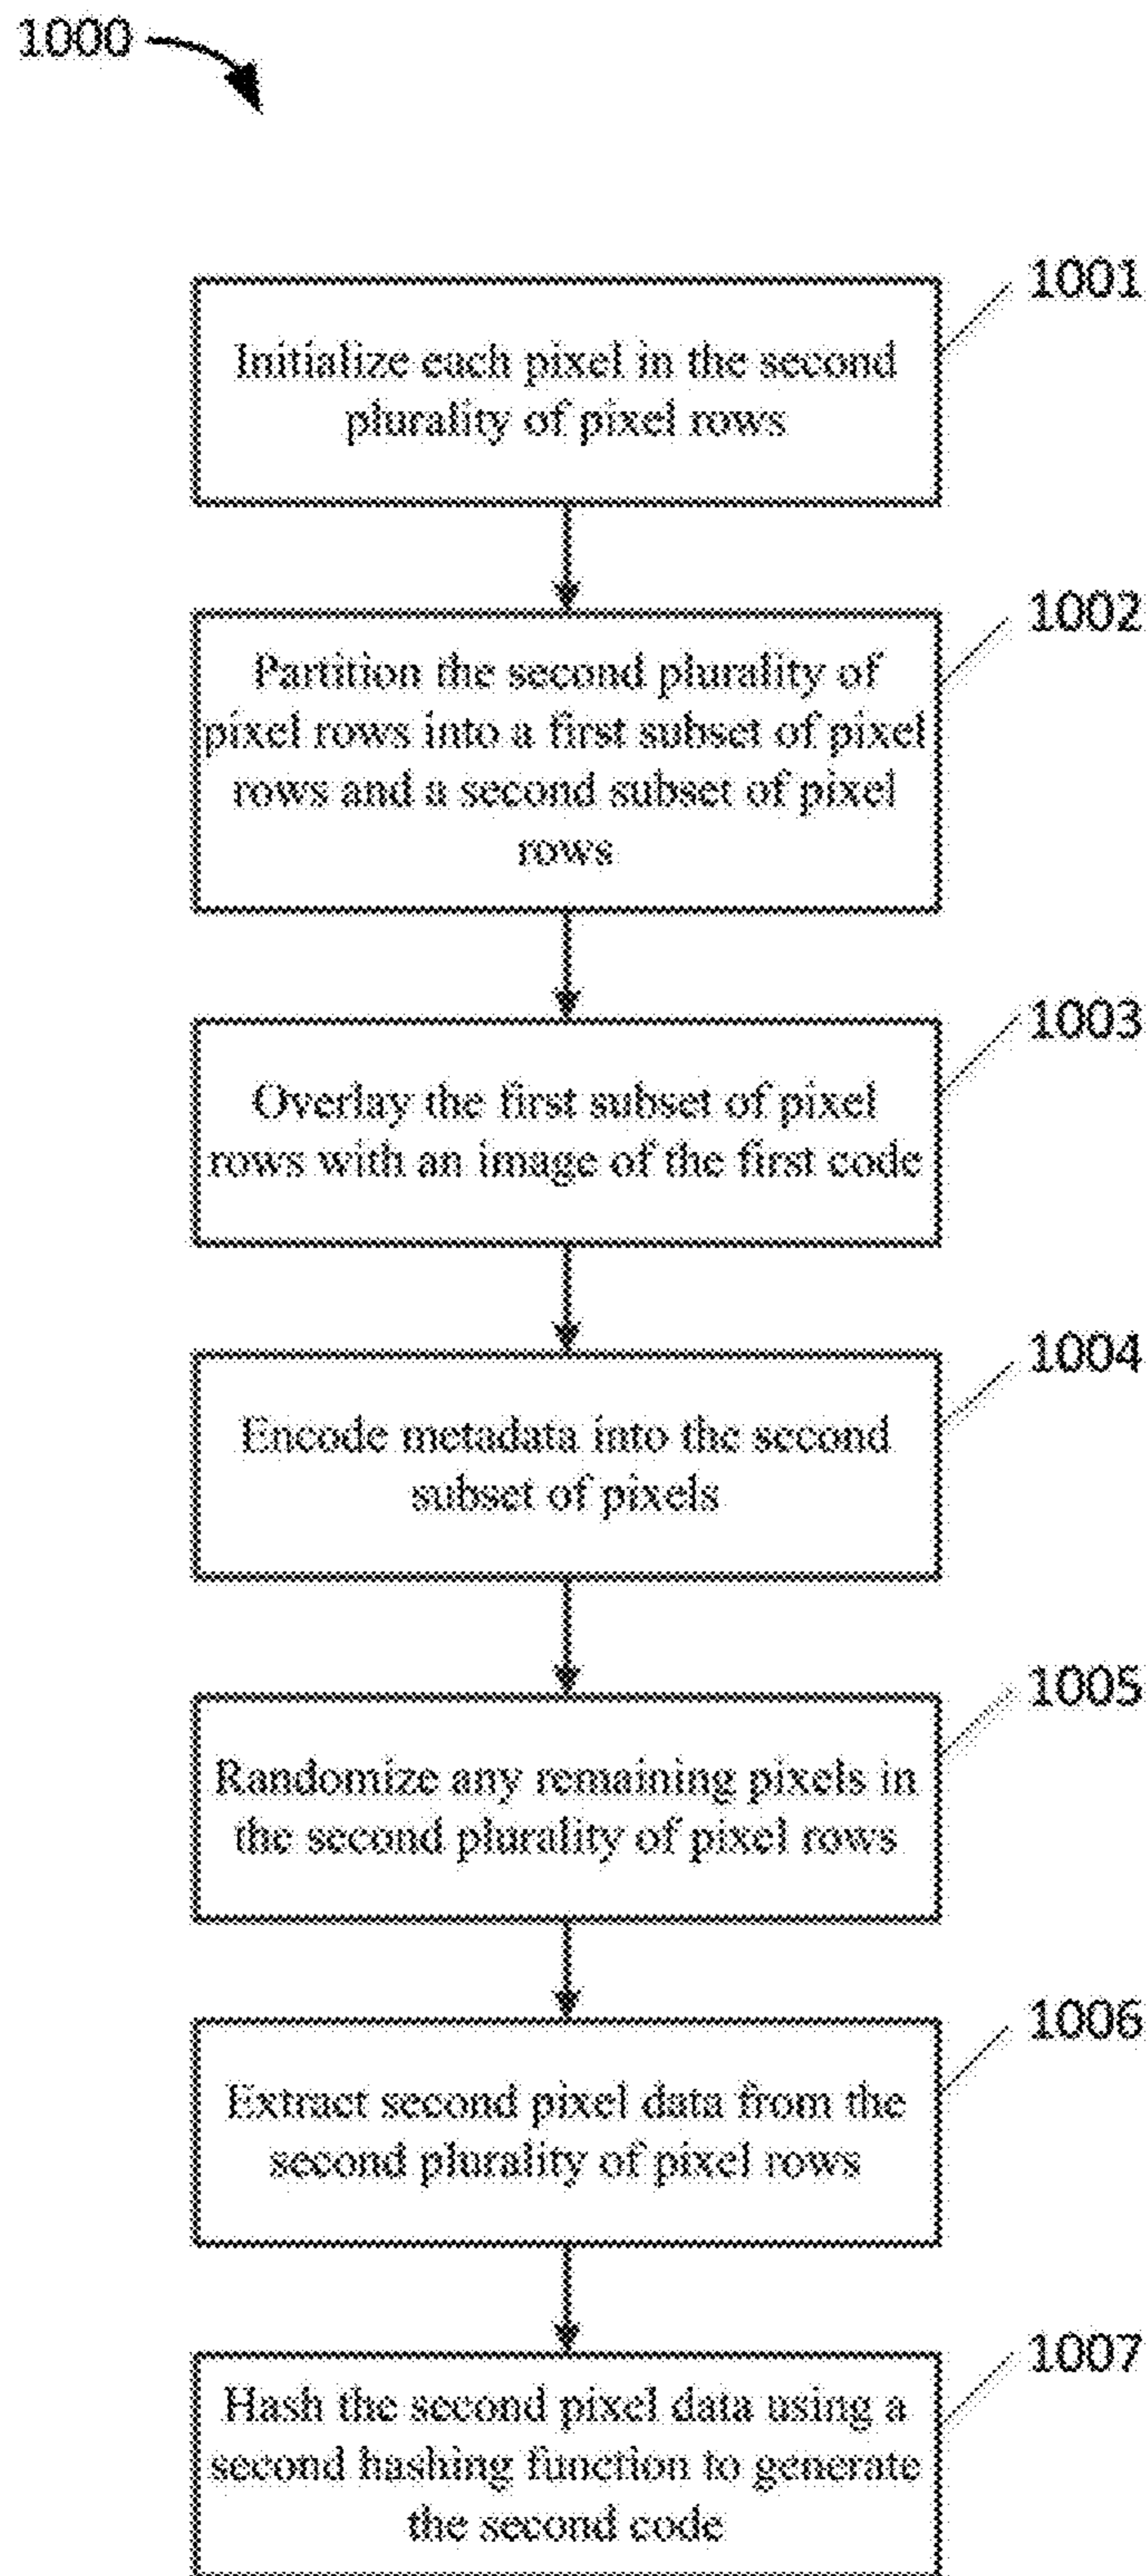 1000
1001
Initialize each pixel in the second
plurality of pixel rows
1002
Partition the second plurality of
pixel rows into a first subset of pixel
rows and a second subset of pixel
rows
1003
Overlay the first subset of pixel
rows with an image of the first code
1004
Encode metadata into the second
subset of pixels
1005
Randomize any remaining pixels in
the second plurality of pixel rows
1006
Extract second pixel data from the
second plurality of pixel rows
1007
Hash the second pixel data using a
second hashing function to generate
the second code